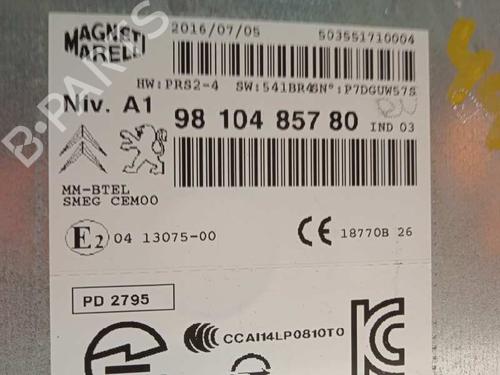 MAGNETI MARELLI
2016/07/05 503551710004
HW:PRS2-4 SW:541BR4 N°:P7DGUW57S
Niv. A1
98 104 857 80 IND 03
MM-BTEL
SMEG CEM00
E2 04 13075-00 CE 18770B 26
PD 2795
CCAI14LP0810T0
B-PARTS